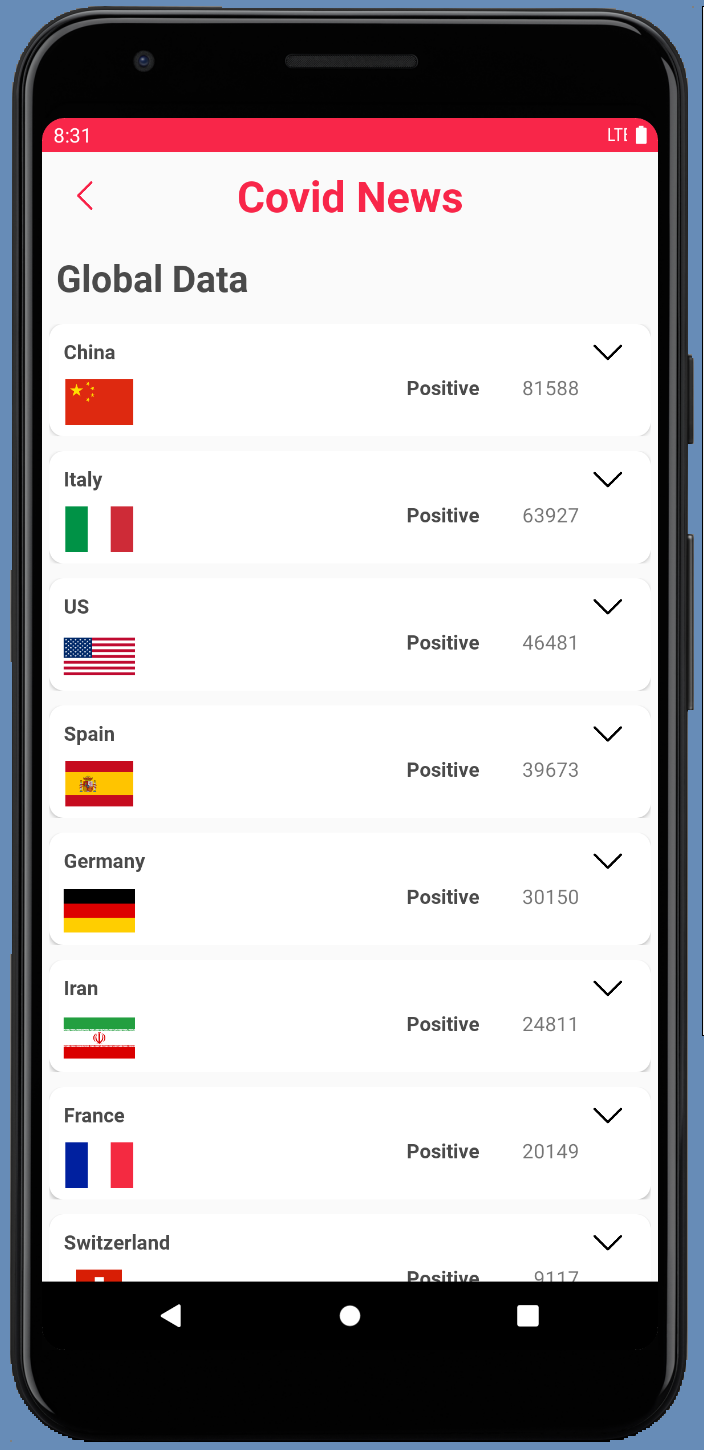 8:31 LTE
Covid News
Global Data
China
Positive 81588
Italy
Positive 63927
US
Positive 46481
Spain
Positive 39673
Germany
Positive 30150
Iran
Positive 24811
France
Positive 20149
Switzerland
Positive 9117